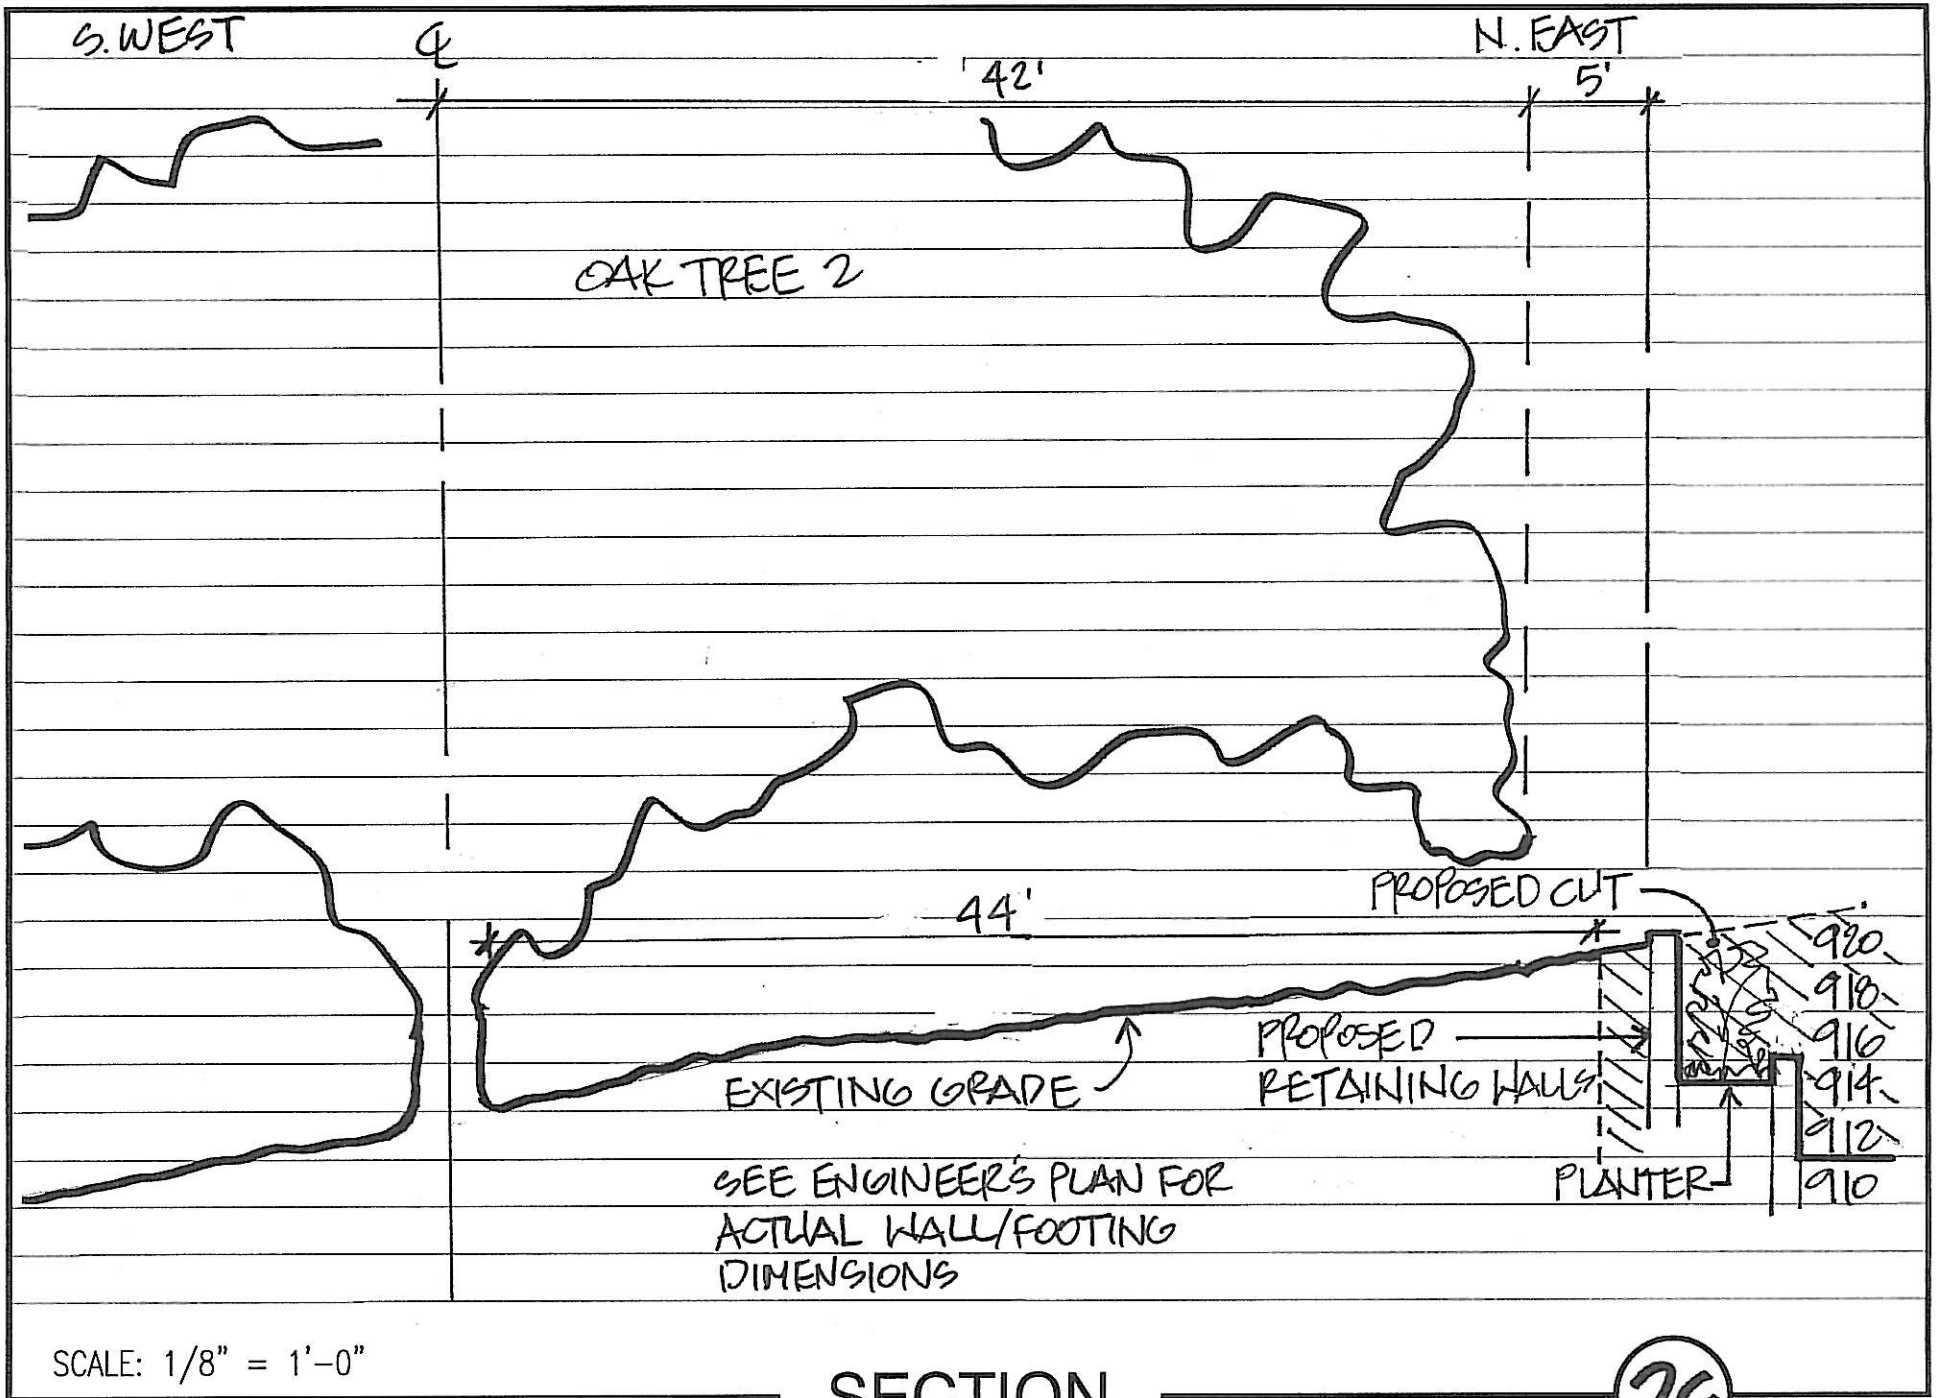 S. WEST
℄
N. EAST
42'
5'
OAK TREE 2
PROPOSED CUT
44'
920
918
916
914
912
910
PROPOSED
RETAINING WALLS
EXISTING GRADE
PLANTER
SEE ENGINEER'S PLAN FOR
ACTUAL WALL/FOOTING
DIMENSIONS
SCALE: 1/8" = 1'-0"
SECTION